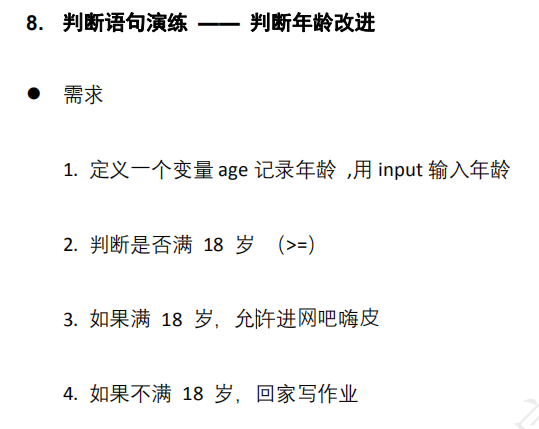 8. 判断语句演练 —— 判断年龄改进
● 需求
1. 定义一个变量 age 记录年龄 ,用 input 输入年龄
2. 判断是否满 18 岁 （>=）
3. 如果满 18 岁，允许进网吧嗨皮
4. 如果不满 18 岁，回家写作业